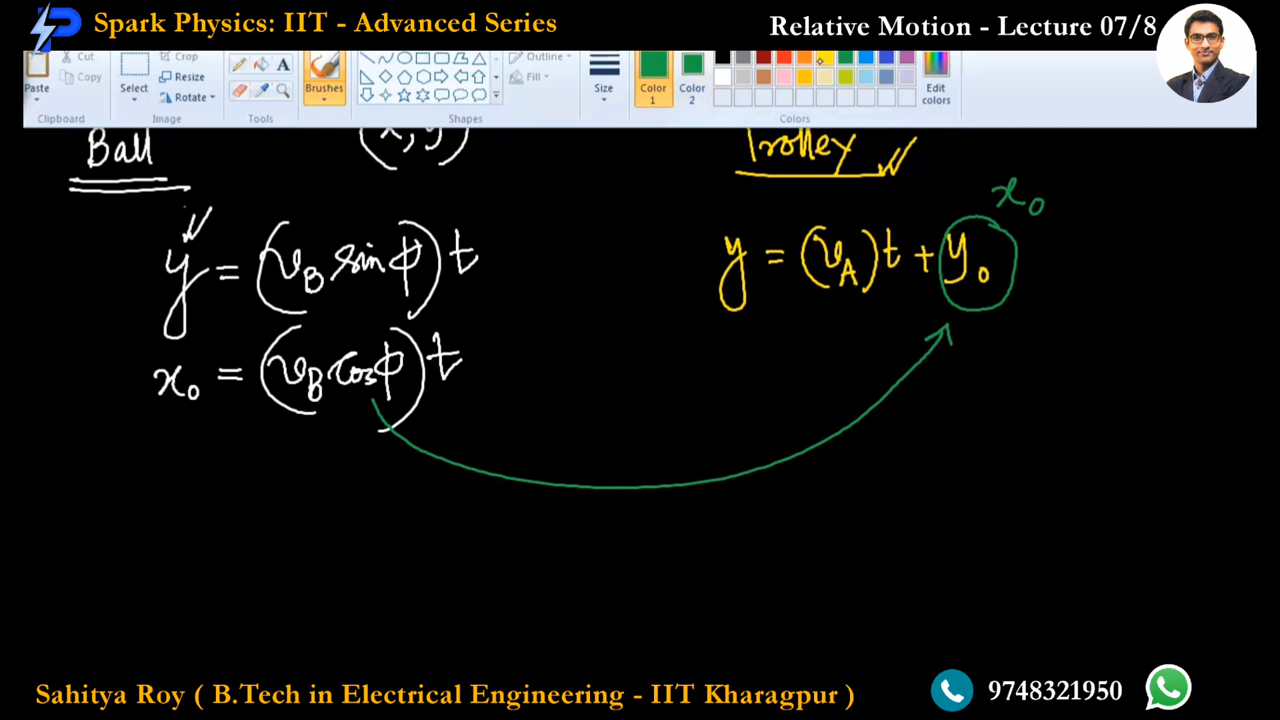 Spark Physics: IIT - Advanced Series
Relative Motion - Lecture 07/8
Paste
Cut
Copy
Clipboard
Select
Crop
Resize
Rotate
Image
Tools
Brushes
Outline
Fill
Shapes
Size
Color 1
Color 2
Edit colors
Colors
Ball
(x, y)
y = (v_B sin φ) t
x₀ = (v_B cos φ) t
Trolley
x₀
y = (v_A) t + y₀
Sahitya Roy ( B.Tech in Electrical Engineering - IIT Kharagpur )
9748321950